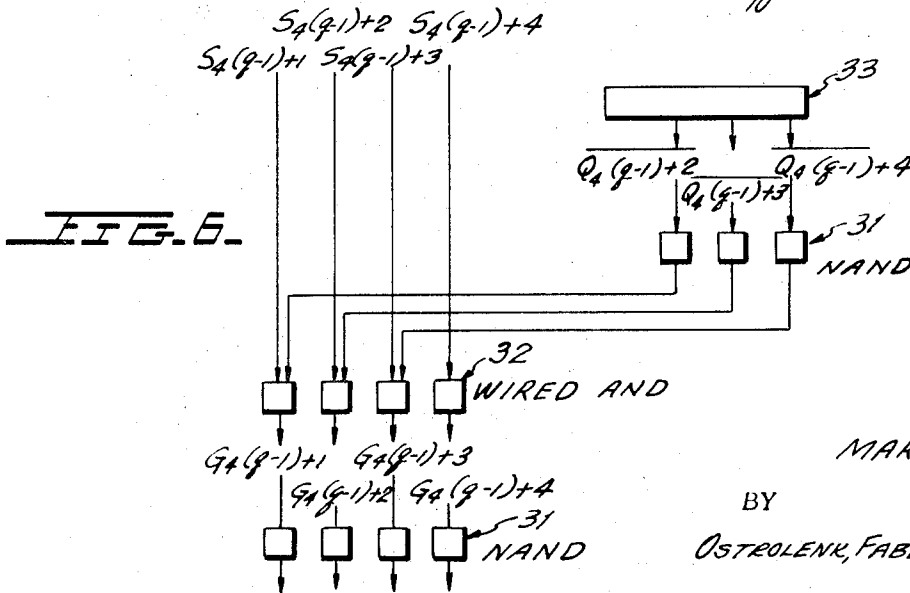 10
S4(q-1)+2 S4(q-1)+4
S4(q-1)+1 S4(q-1)+3
33
Q4(q-1)+2 Q4(q-1)+4
Q4(q-1)+3
FIG. 6.
31
NAND
32
WIRED AND
G4(q-1)+1 G4(q-1)+3
G4(q-1)+2 G4(q-1)+4
31
NAND
BY
OSTROLENK,